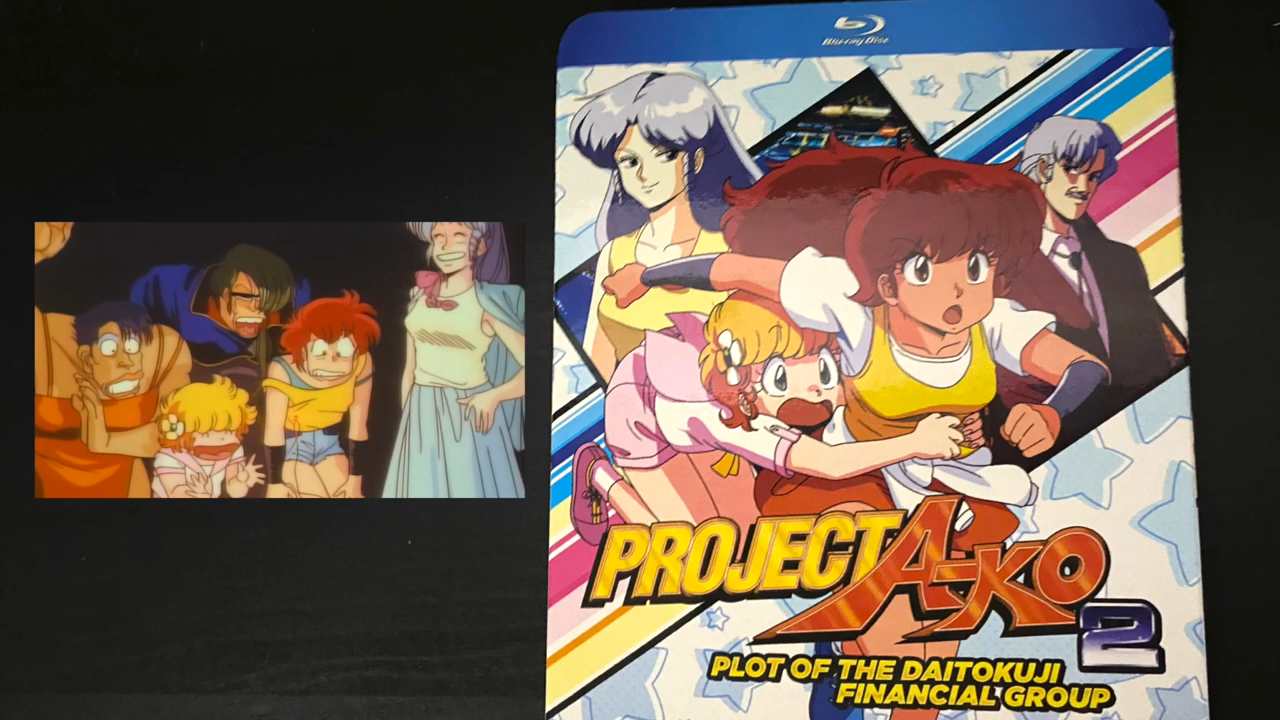 Blu-ray Disc
PROJECT A-KO
2
PLOT OF THE DAITOKUJI
FINANCIAL GROUP